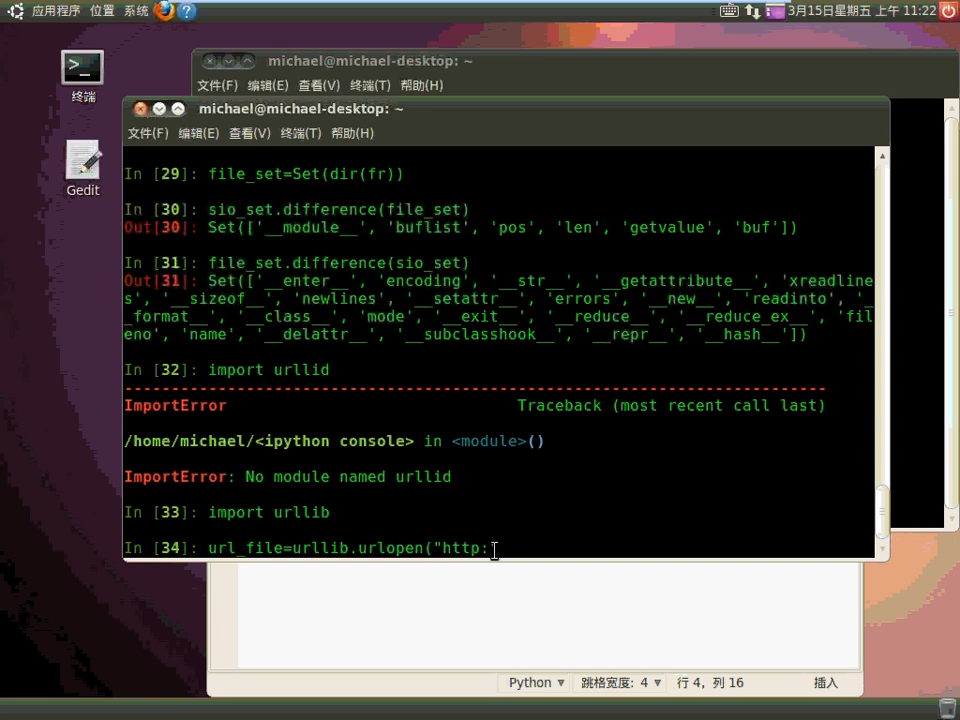 应用程序 位置 系统 ? 3月15日星期五 上午 11:22
michael@michael-desktop: ~
文件(F) 编辑(E) 查看(V) 终端(T) 帮助(H)
终端
Gedit
michael@michael-desktop: ~
文件(F) 编辑(E) 查看(V) 终端(T) 帮助(H)
In [29]: file_set=Set(dir(fr))
In [30]: sio_set.difference(file_set)
Out[30]: Set(['__module__', 'buflist', 'pos', 'len', 'getvalue', 'buf'])
In [31]: file_set.difference(sio_set)
Out[31]: Set(['__enter__', 'encoding', '__str__', '__getattribute__', 'xreadline
s', '__sizeof__', 'newlines', '__setattr__', 'errors', '__new__', 'readinto', '_
_format__', '__class__', 'mode', '__exit__', '__reduce__', '__reduce_ex__', 'fil
eno', 'name', '__delattr__', '__subclasshook__', '__repr__', '__hash__'])
In [32]: import urllid
---------------------------------------------------------------------------
ImportError Traceback (most recent call last)
/home/michael/<ipython console> in <module>()
ImportError: No module named urllid
In [33]: import urllib
In [34]: url_file=urllib.urlopen("http:
Python 跳格宽度: 4 行 4, 列 16 插入